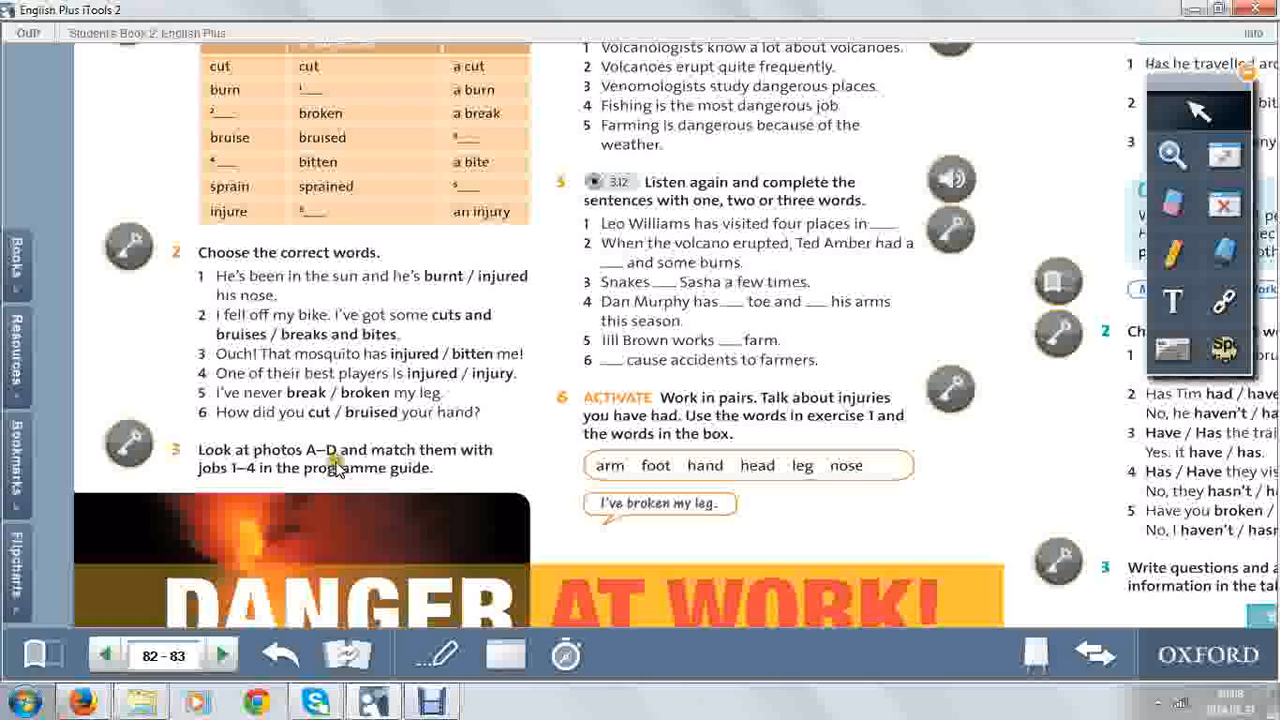 English Plus iTools 2
Quit
Student's Book 2: English Plus
Info
cut cut a cut
burn 1___ a burn
2___ broken a break
bruise bruised 3___
4___ bitten a bite
sprain sprained 5___
injure 6___ an injury
2 Choose the correct words.
1 He's been in the sun and he's burnt / injured
his nose.
2 I fell off my bike. I've got some cuts and
bruises / breaks and bites.
3 Ouch! That mosquito has injured / bitten me!
4 One of their best players is injured / injury.
5 I've never break / broken my leg.
6 How did you cut / bruised your hand?
3 Look at photos A–D and match them with
jobs 1–4 in the programme guide.
1 Volcanologists know a lot about volcanoes.
2 Volcanoes erupt quite frequently.
3 Venomologists study dangerous places.
4 Fishing is the most dangerous job
5 Farming is dangerous because of the
weather.
5 3.12 Listen again and complete the
sentences with one, two or three words.
1 Leo Williams has visited four places in ___.
2 When the volcano erupted, Ted Amber had a
___ and some burns.
3 Snakes ___ Sasha a few times.
4 Dan Murphy has ___ toe and ___ his arms
this season.
5 Jill Brown works ___ farm.
6 ___ cause accidents to farmers.
6 ACTIVATE Work in pairs. Talk about injuries
you have had. Use the words in exercise 1 and
the words in the box.
arm foot hand head leg nose
I've broken my leg.
DANGER AT WORK!
1 Has he travelled
2
3
2
1
2 Has Tim had /
No, he haven't /
3 Have / Has the
Yes. it have / has.
4 Has / Have they
No, they hasn't /
5 Have you broken /
No, I haven't /
3 Write questions and
information in the
T
Books
Resources
Bookmarks
Flipcharts
82 - 83
OXFORD